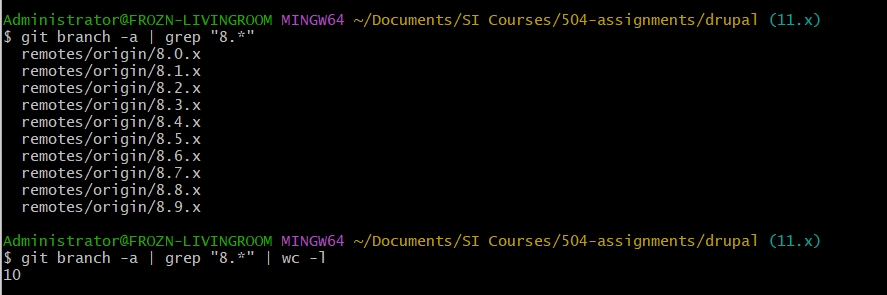 Administrator@FROZN-LIVINGROOM MINGW64 ~/Documents/SI Courses/504-assignments/drupal (11.x)
$ git branch -a | grep "8.*"
  remotes/origin/8.0.x
  remotes/origin/8.1.x
  remotes/origin/8.2.x
  remotes/origin/8.3.x
  remotes/origin/8.4.x
  remotes/origin/8.5.x
  remotes/origin/8.6.x
  remotes/origin/8.7.x
  remotes/origin/8.8.x
  remotes/origin/8.9.x
Administrator@FROZN-LIVINGROOM MINGW64 ~/Documents/SI Courses/504-assignments/drupal (11.x)
$ git branch -a | grep "8.*" | wc -l
10